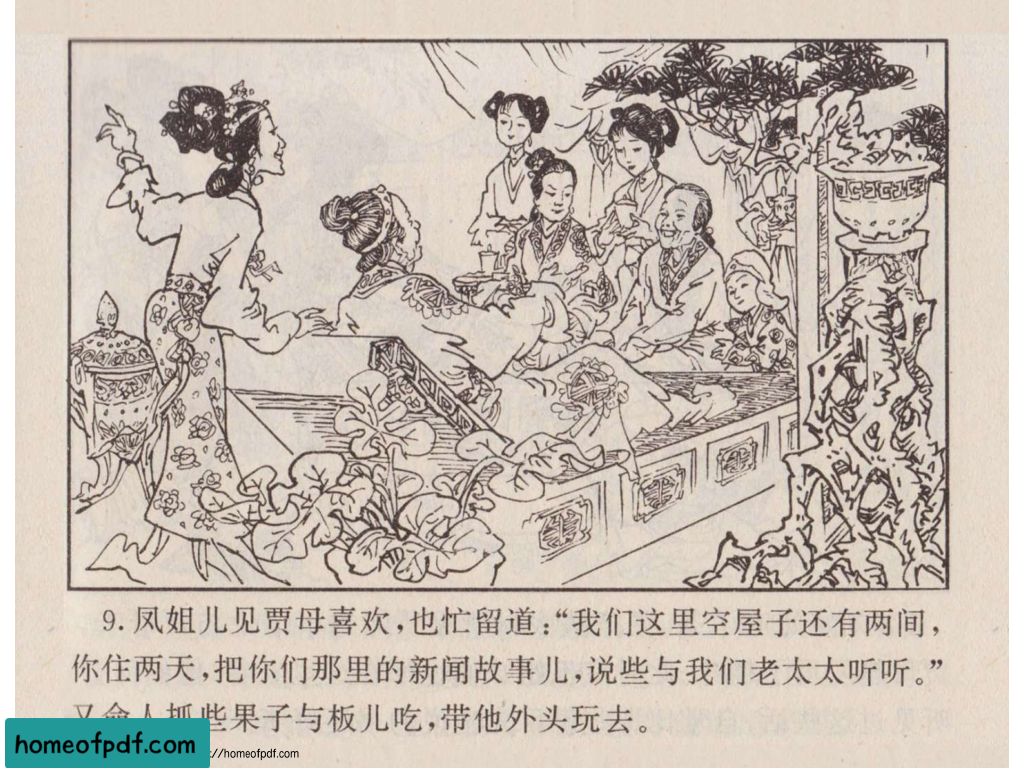 9. 凤姐儿见贾母喜欢，也忙留道：“我们这里空屋子还有两间，
你住两天，把你们那里的新闻故事儿，说些与我们老太太听听。”
又命人抓些果子与板儿吃，带他外头玩去。
homeofpdf.com
://homeofpdf.com